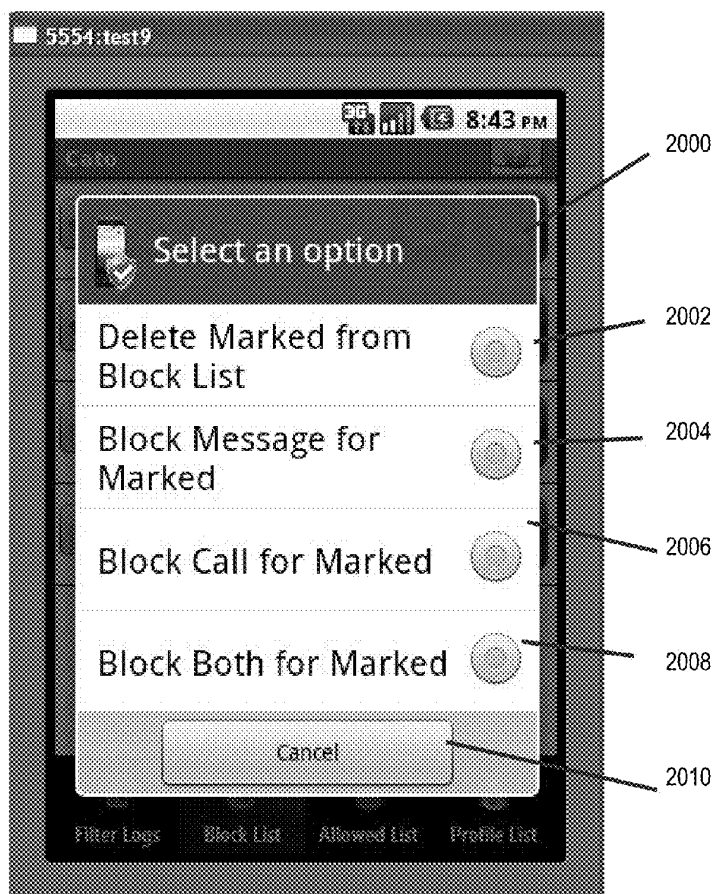 5554:test9
3G
8:43 PM
2000
Select an option
2002
Delete Marked from
Block List
2004
Block Message for
Marked
2006
Block Call for Marked
2008
Block Both for Marked
Cancel
2010
Filter Logs
Block List
Allowed List
Profile List